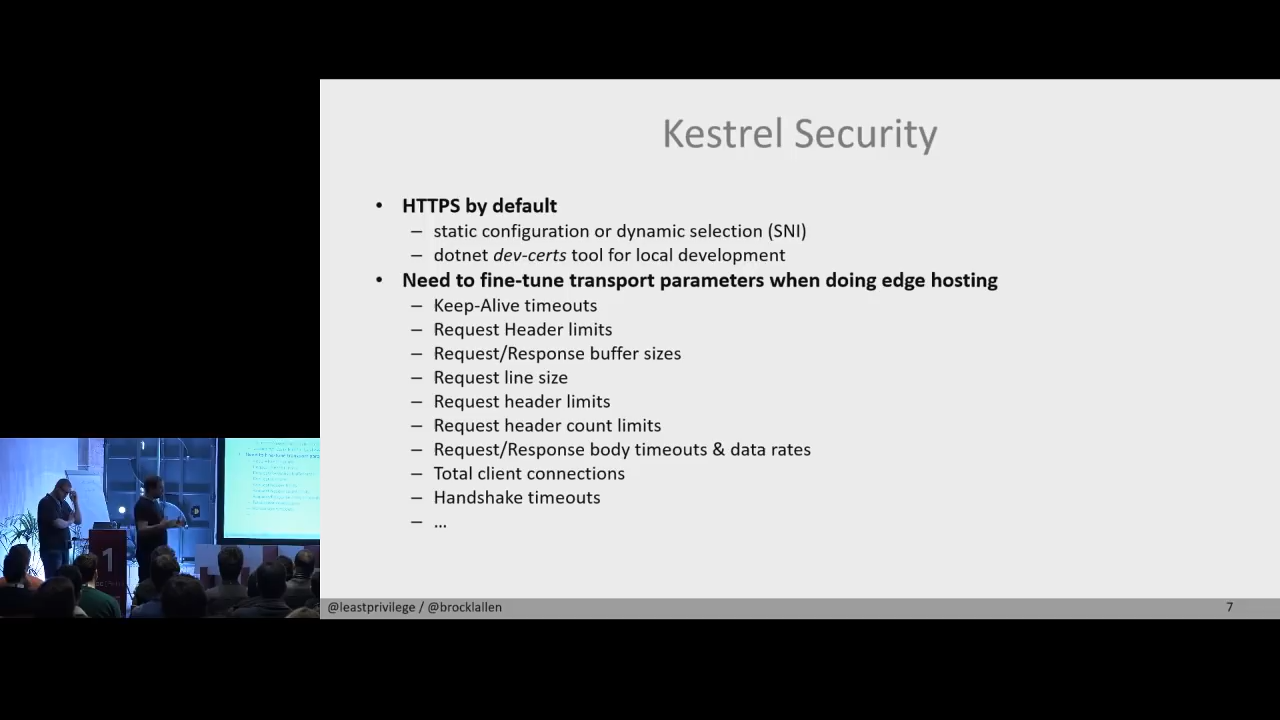 Kestrel Security
• HTTPS by default
– static configuration or dynamic selection (SNI)
– dotnet dev-certs tool for local development
• Need to fine-tune transport parameters when doing edge hosting
– Keep-Alive timeouts
– Request Header limits
– Request/Response buffer sizes
– Request line size
– Request header limits
– Request header count limits
– Request/Response body timeouts & data rates
– Total client connections
– Handshake timeouts
– ...
@leastprivilege / @brocklallen
7
1